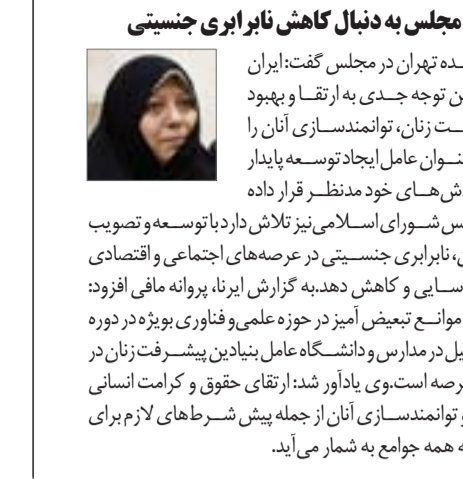 مجلس به دنبال کاهش نابرابری جنسیتی
ـده تهران در مجلس گفت: ایران
ن توجه جـدی به ارتقـا و بهبود
ـت زنان، توانمندسـازی آنان را
نـوان عامل ایجاد توسـعه پایدار
ش‌هـای خود مدنظـر قرار داده
س شـورای اسـلامی نیز تلاش دارد با توسـعه و تصویب
، نابرابری جنسـیتی در عرصه‌های اجتماعی و اقتصادی
سـایی و کاهش دهد.به گزارش ایرنا، پروانه مافی افزود:
موانـع تبعیض آمیز در حوزه علمی و فناوری بویژه در دوره
یل در مدارس و دانشـگاه عامل بنیادین پیشـرفت زنان در
رصه است.وی یادآور شد: ارتقای حقوق و کرامت انسانی
و توانمندسـازی آنان از جمله پیش شـرط‌های لازم برای
ه همه جوامع به شمار می‌آید.